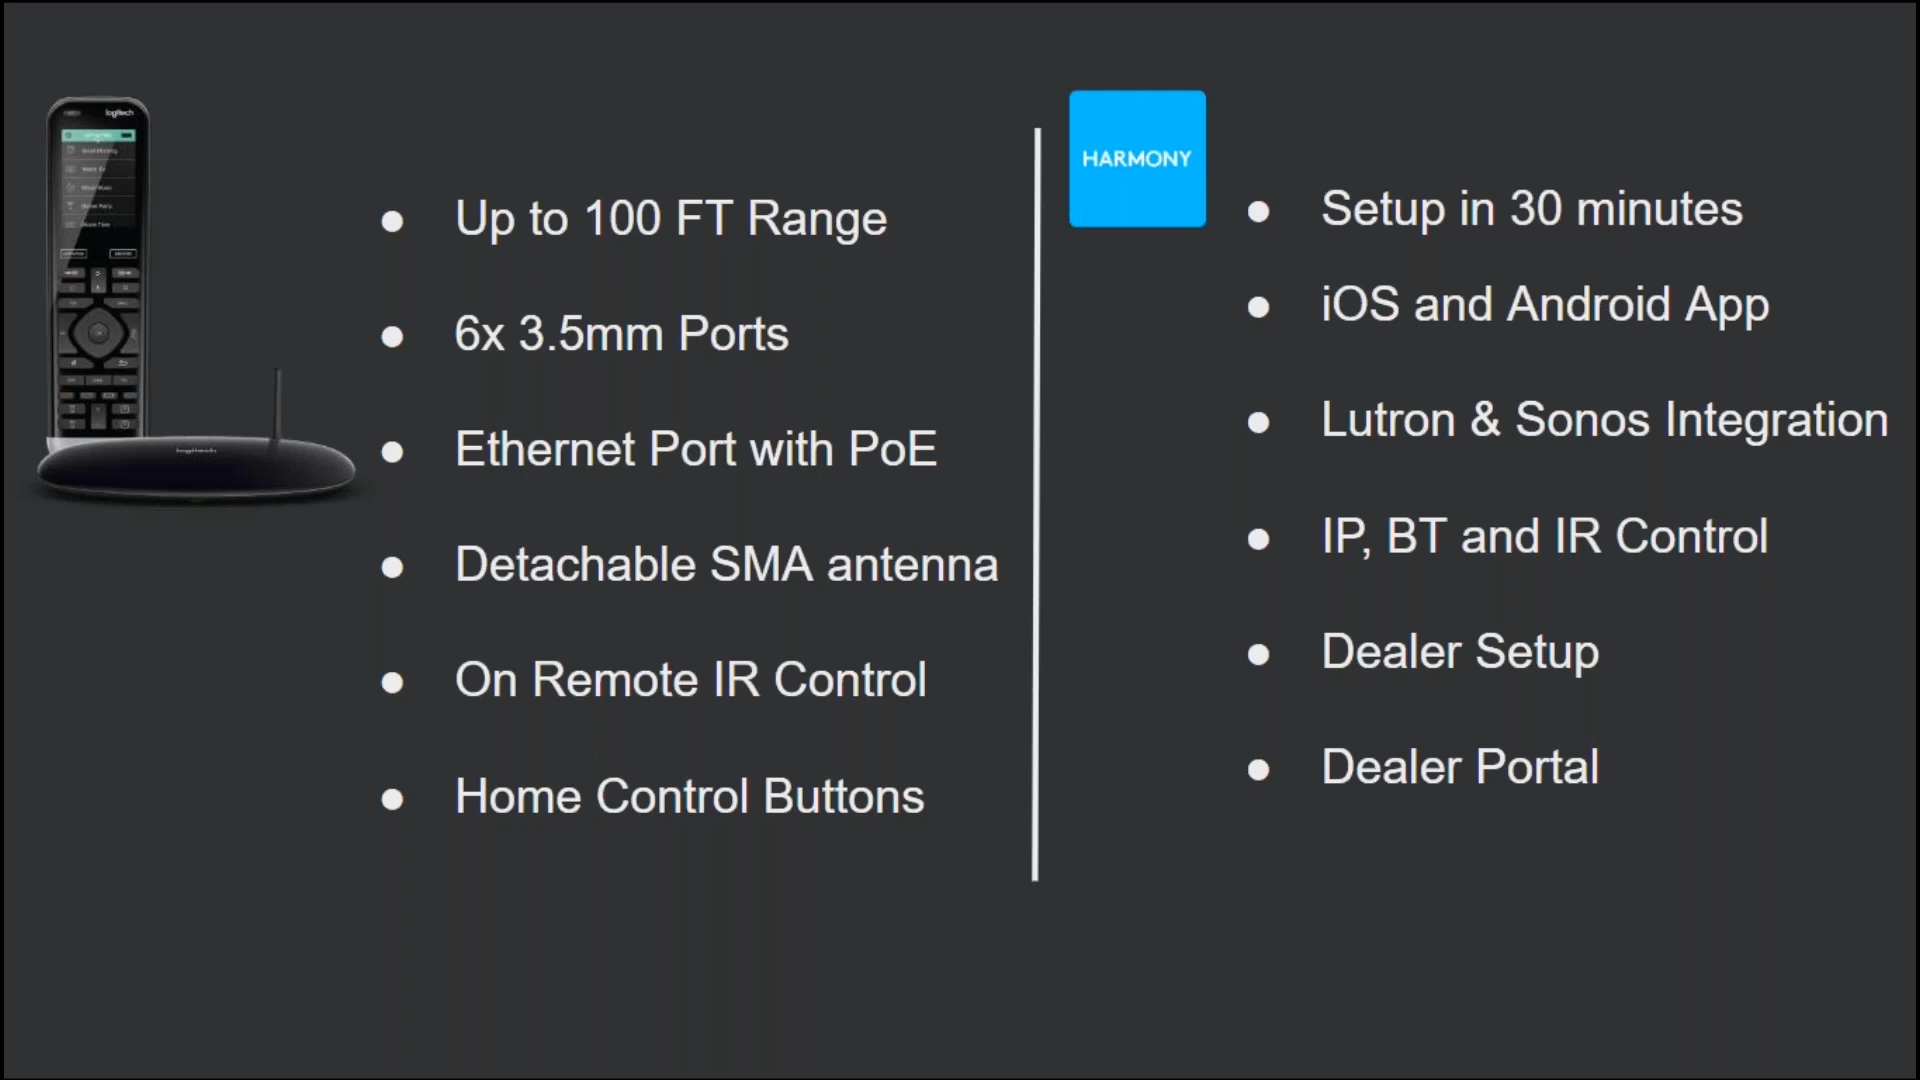 logitech
Up to 100 FT Range
6x 3.5mm Ports
Ethernet Port with PoE
Detachable SMA antenna
On Remote IR Control
Home Control Buttons
logitech
HARMONY
Setup in 30 minutes
iOS and Android App
Lutron & Sonos Integration
IP, BT and IR Control
Dealer Setup
Dealer Portal